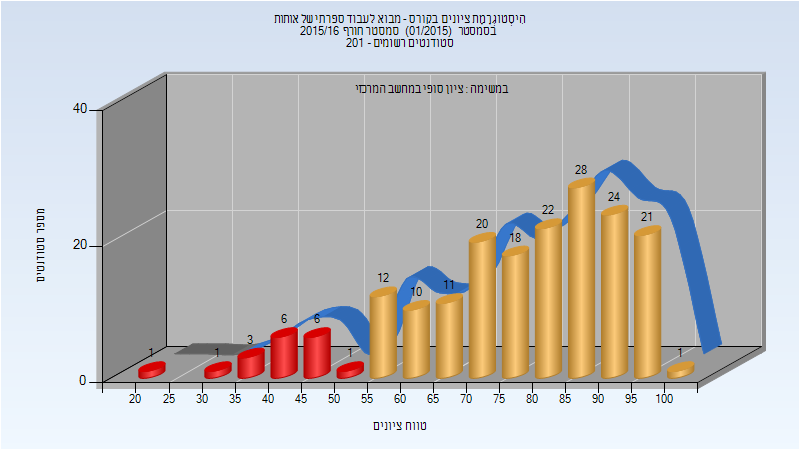 היסטוגרמת ציונים בקורס - מבוא לעבוד ספרתי של אותות
בסמסטר (01/2015) סמסטר חורף 2015/16
סטודנטים רשומים - 201
במשימה : ציון סופי במחשב המרכזי
מספר סטודנטים
40
20
0
1
1
3
6
6
1
12
10
11
20
18
22
28
24
21
1
20 25 30 35 40 45 50 55 60 65 70 75 80 85 90 95 100
טווח ציונים